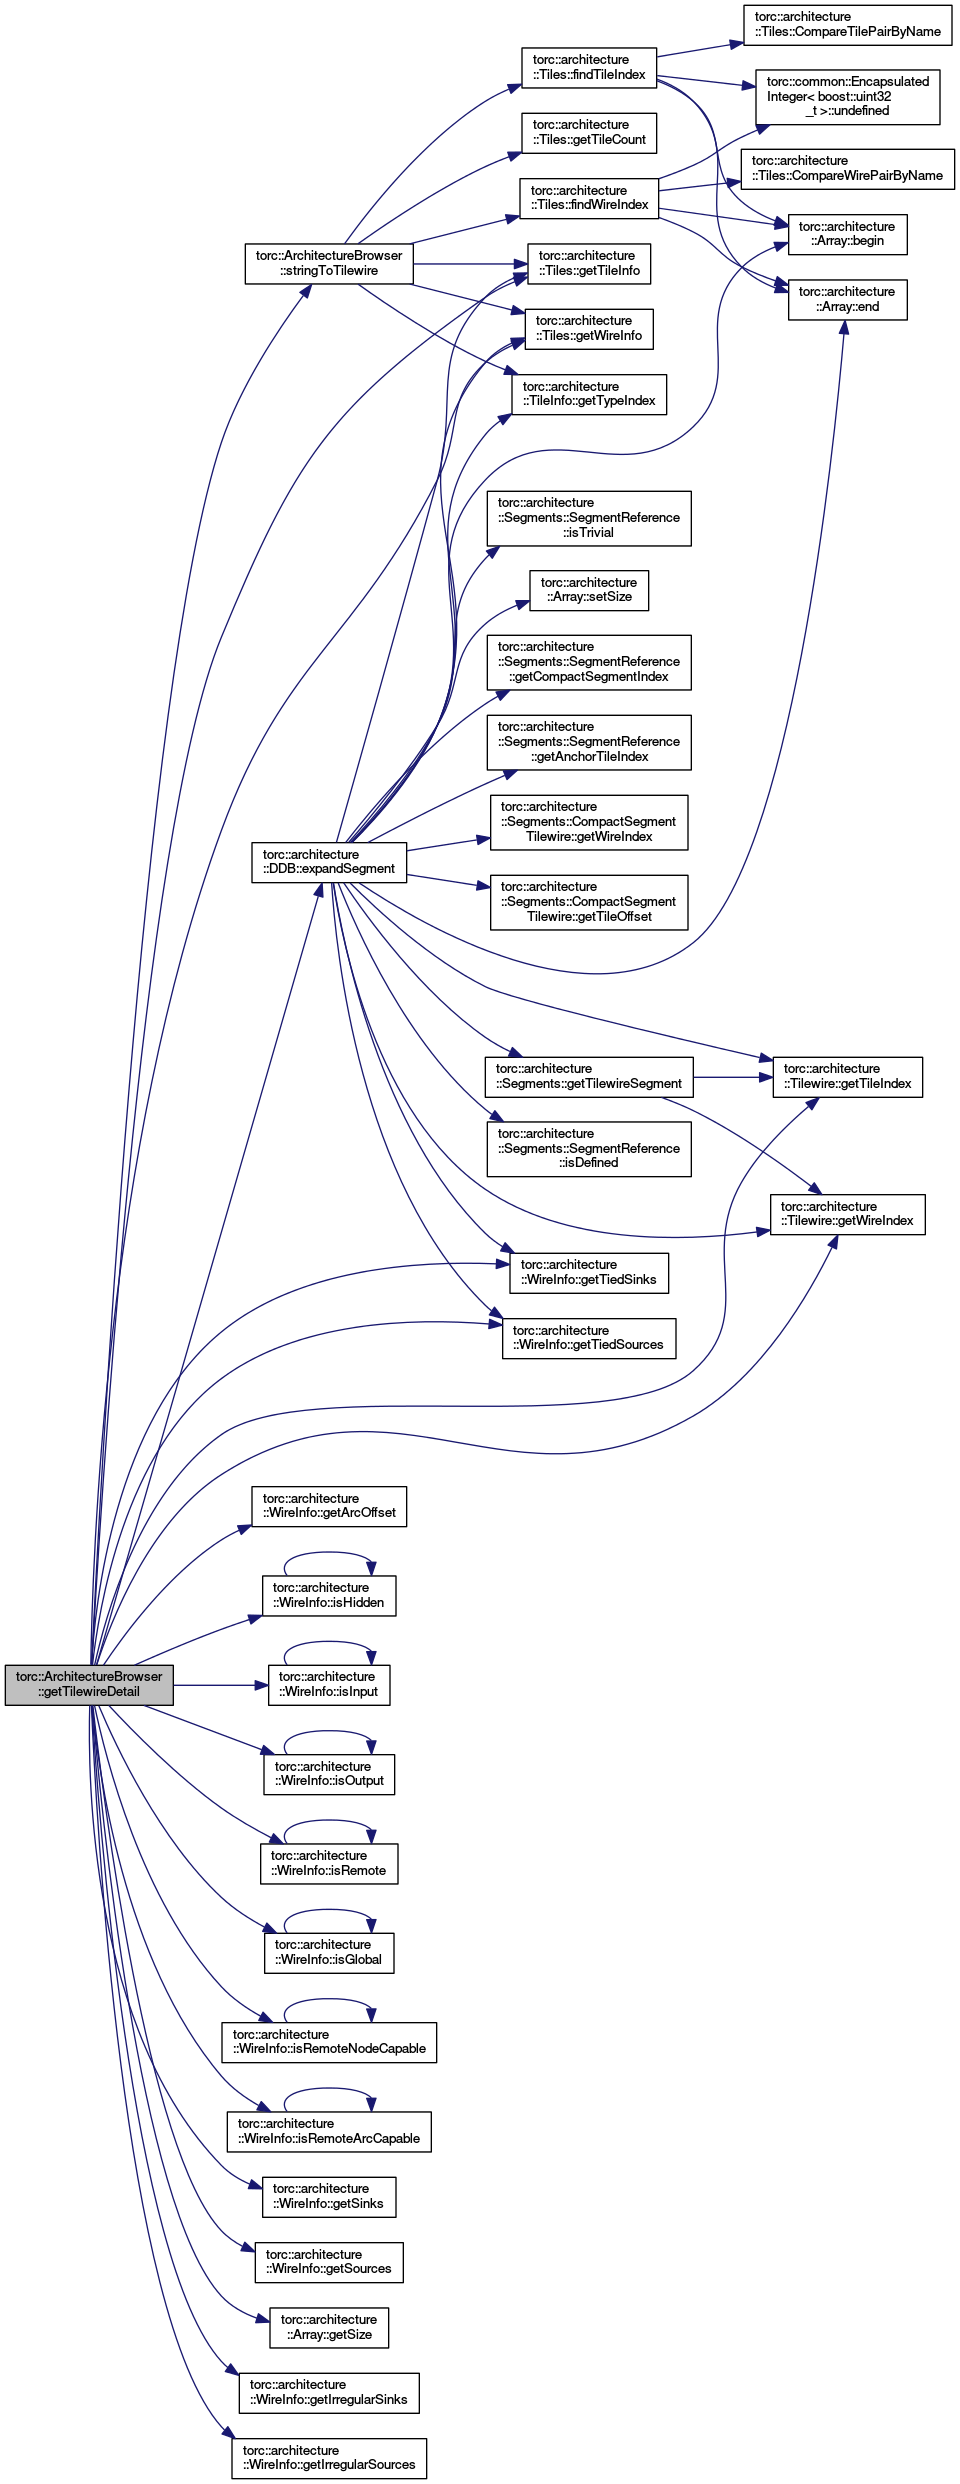 torc::architecture
::Tiles::CompareTilePairByName
torc::architecture
::Tiles::findTileIndex
torc::common::Encapsulated
Integer< boost::uint32
_t >::undefined
torc::architecture
::Tiles::getTileCount
torc::architecture
::Tiles::CompareWirePairByName
torc::architecture
::Tiles::findWireIndex
torc::architecture
::Array::begin
torc::ArchitectureBrowser
::stringToTilewire
torc::architecture
::Tiles::getTileInfo
torc::architecture
::Array::end
torc::architecture
::Tiles::getWireInfo
torc::architecture
::TileInfo::getTypeIndex
torc::architecture
::Segments::SegmentReference
::isTrivial
torc::architecture
::Array::setSize
torc::architecture
::Segments::SegmentReference
::getCompactSegmentIndex
torc::architecture
::Segments::SegmentReference
::getAnchorTileIndex
torc::architecture
::Segments::CompactSegment
Tilewire::getWireIndex
torc::architecture
::DDB::expandSegment
torc::architecture
::Segments::CompactSegment
Tilewire::getTileOffset
torc::architecture
::Segments::getTilewireSegment
torc::architecture
::Tilewire::getTileIndex
torc::architecture
::Segments::SegmentReference
::isDefined
torc::architecture
::Tilewire::getWireIndex
torc::architecture
::WireInfo::getTiedSinks
torc::architecture
::WireInfo::getTiedSources
torc::architecture
::WireInfo::getArcOffset
torc::architecture
::WireInfo::isHidden
torc::ArchitectureBrowser
::getTilewireDetail
torc::architecture
::WireInfo::isInput
torc::architecture
::WireInfo::isOutput
torc::architecture
::WireInfo::isRemote
torc::architecture
::WireInfo::isGlobal
torc::architecture
::WireInfo::isRemoteNodeCapable
torc::architecture
::WireInfo::isRemoteArcCapable
torc::architecture
::WireInfo::getSinks
torc::architecture
::WireInfo::getSources
torc::architecture
::Array::getSize
torc::architecture
::WireInfo::getIrregularSinks
torc::architecture
::WireInfo::getIrregularSources